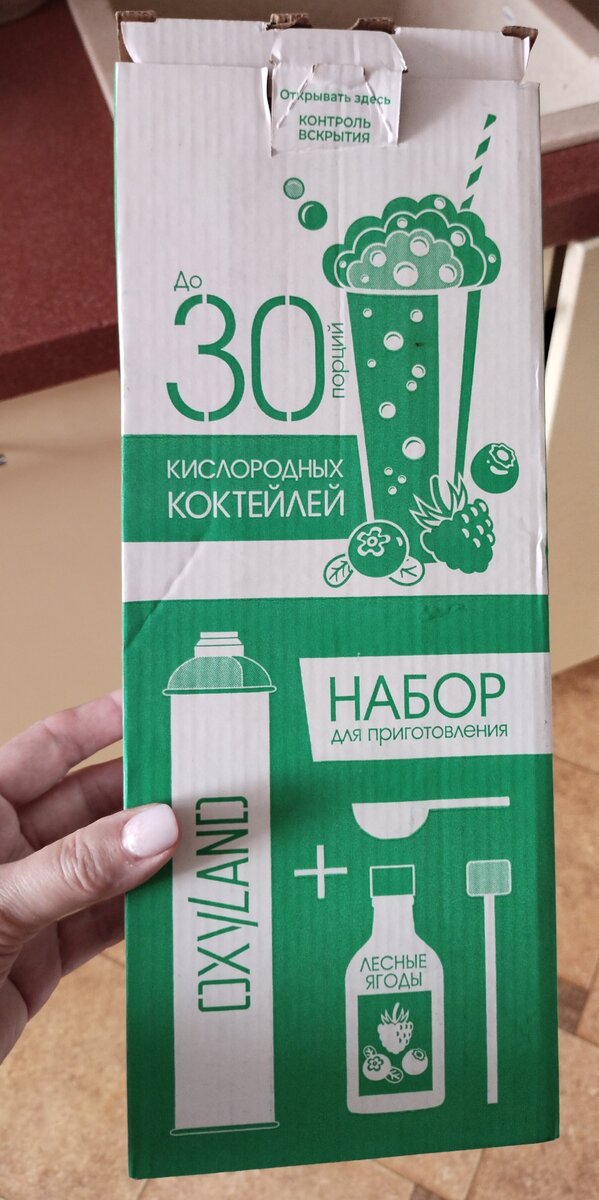 Открывать здесь
КОНТРОЛЬ
ВСКРЫТИЯ
До
30
порций
КИСЛОРОДНЫХ
КОКТЕЙЛЕЙ
НАБОР
для приготовления
OXYLAND
+
ЛЕСНЫЕ
ЯГОДЫ